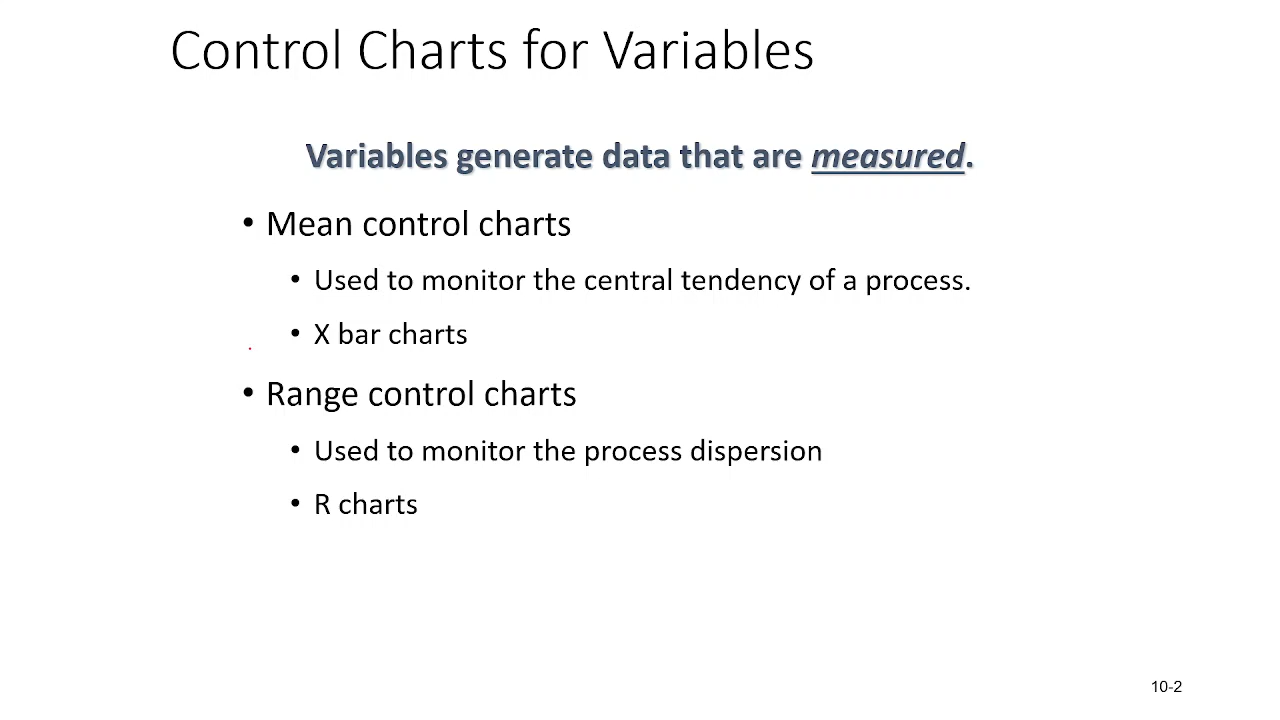 Control Charts for Variables
Variables generate data that are measured.
• Mean control charts
• Used to monitor the central tendency of a process.
• X bar charts
• Range control charts
• Used to monitor the process dispersion
• R charts
10-2